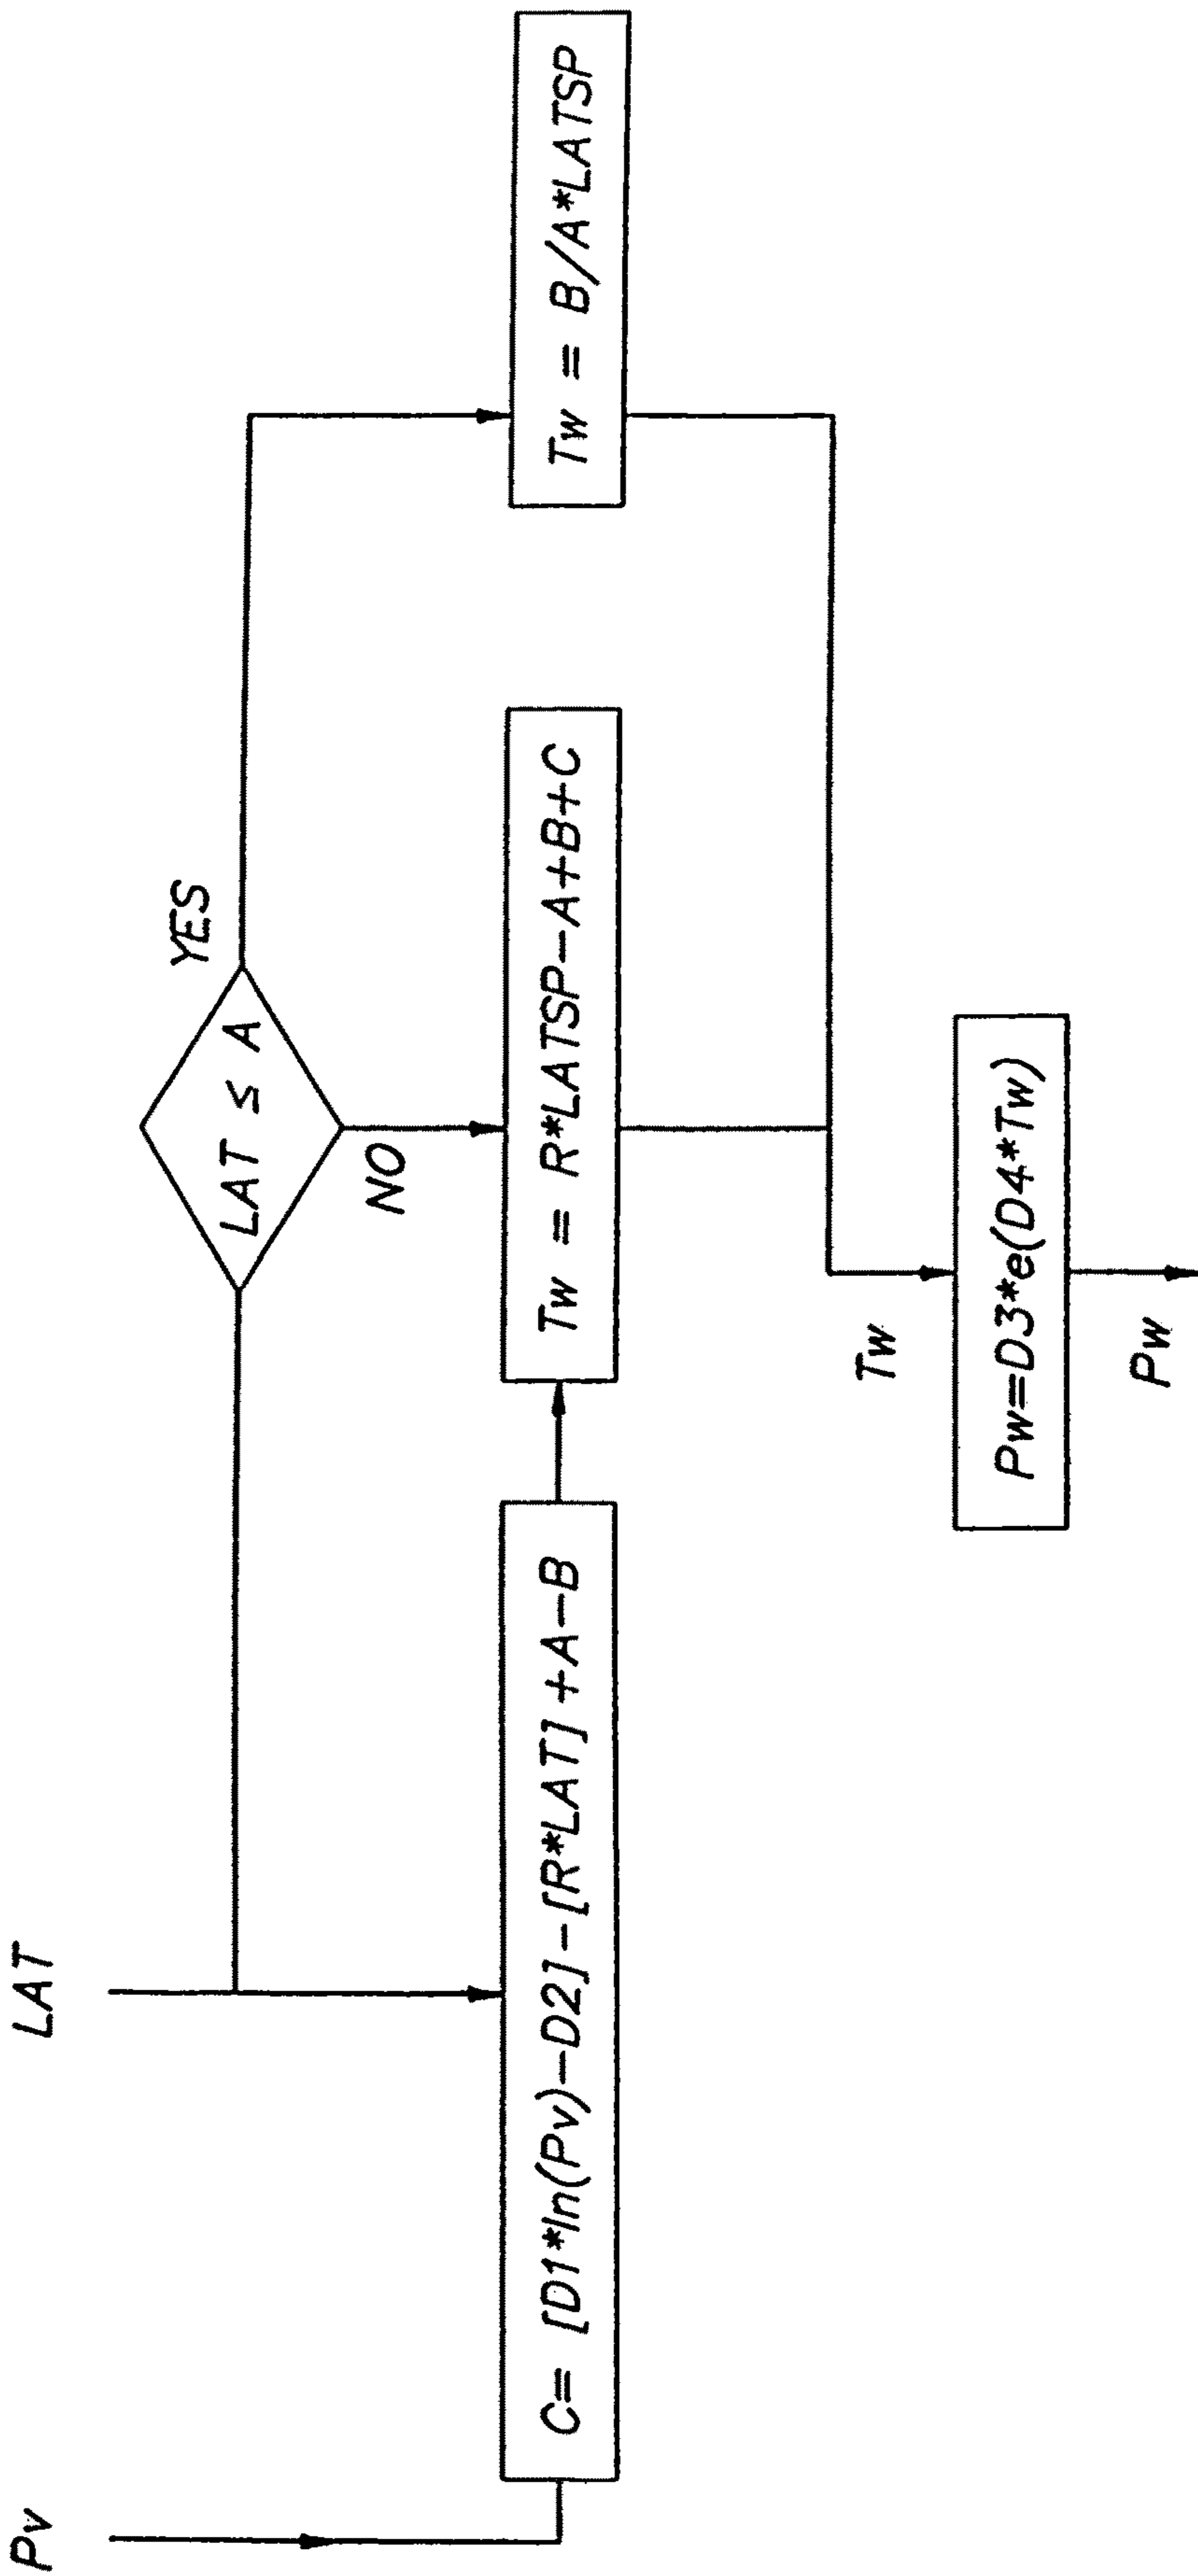 Pv
LAT
LAT ≤ A
YES
NO
C= [D1*ln(Pv)-D2]-[R*LAT]+A-B
Tw = R*LATSP-A+B+C
Tw = B/A*LATSP
Tw
Pw=D3*e(D4*Tw)
Pw